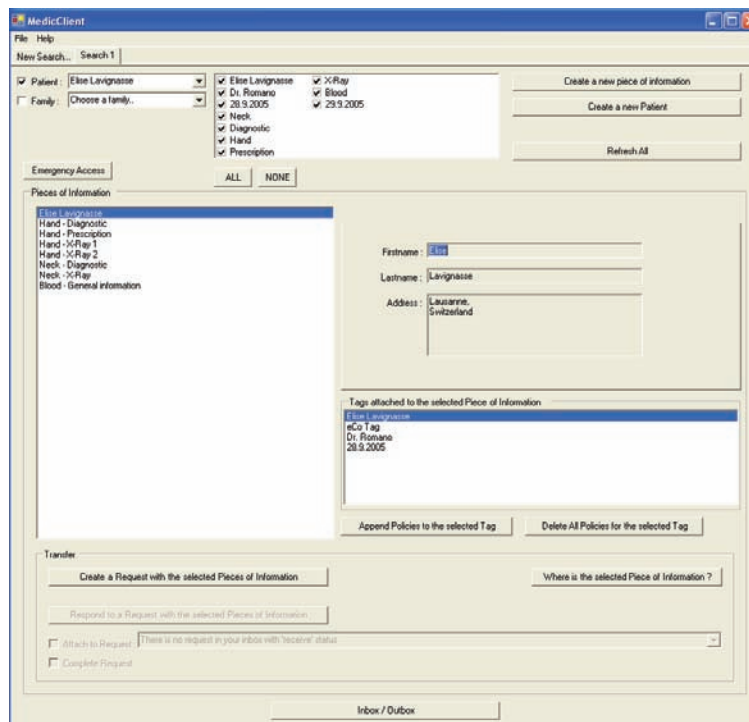 MedicClient
File Help
New Search... Search 1
Patient : Elise Lavignasse
Family : Choose a family..
Elise Lavignasse X-Ray
Dr. Romano Blood
28.9.2005 29.9.2005
Neck
Diagnostic
Hand
Prescription
Create a new piece of information
Create a new Patient
Refresh All
Emergency Access
ALL NONE
Pieces of Information
Elise Lavignasse
Hand - Diagnostic
Hand - Prescription
Hand - X-Ray 1
Hand - X-Ray 2
Neck - Diagnostic
Neck - X-Ray
Blood - General information
Firstname : Elise
Lastname : Lavignasse
Address : Lausanne,
Switzerland
Tags attached to the selected Piece of Information
Elise Lavignasse
eCo Tag
Dr. Romano
28.9.2005
Append Policies to the selected Tag Delete All Policies for the selected Tag
Transfer
Create a Request with the selected Pieces of Information Where is the selected Piece of Information ?
Respond to a Request with the selected Pieces of Information
Attach to Request : There is no request in your inbox with 'receive' status
Complete Request
Inbox / Outbox